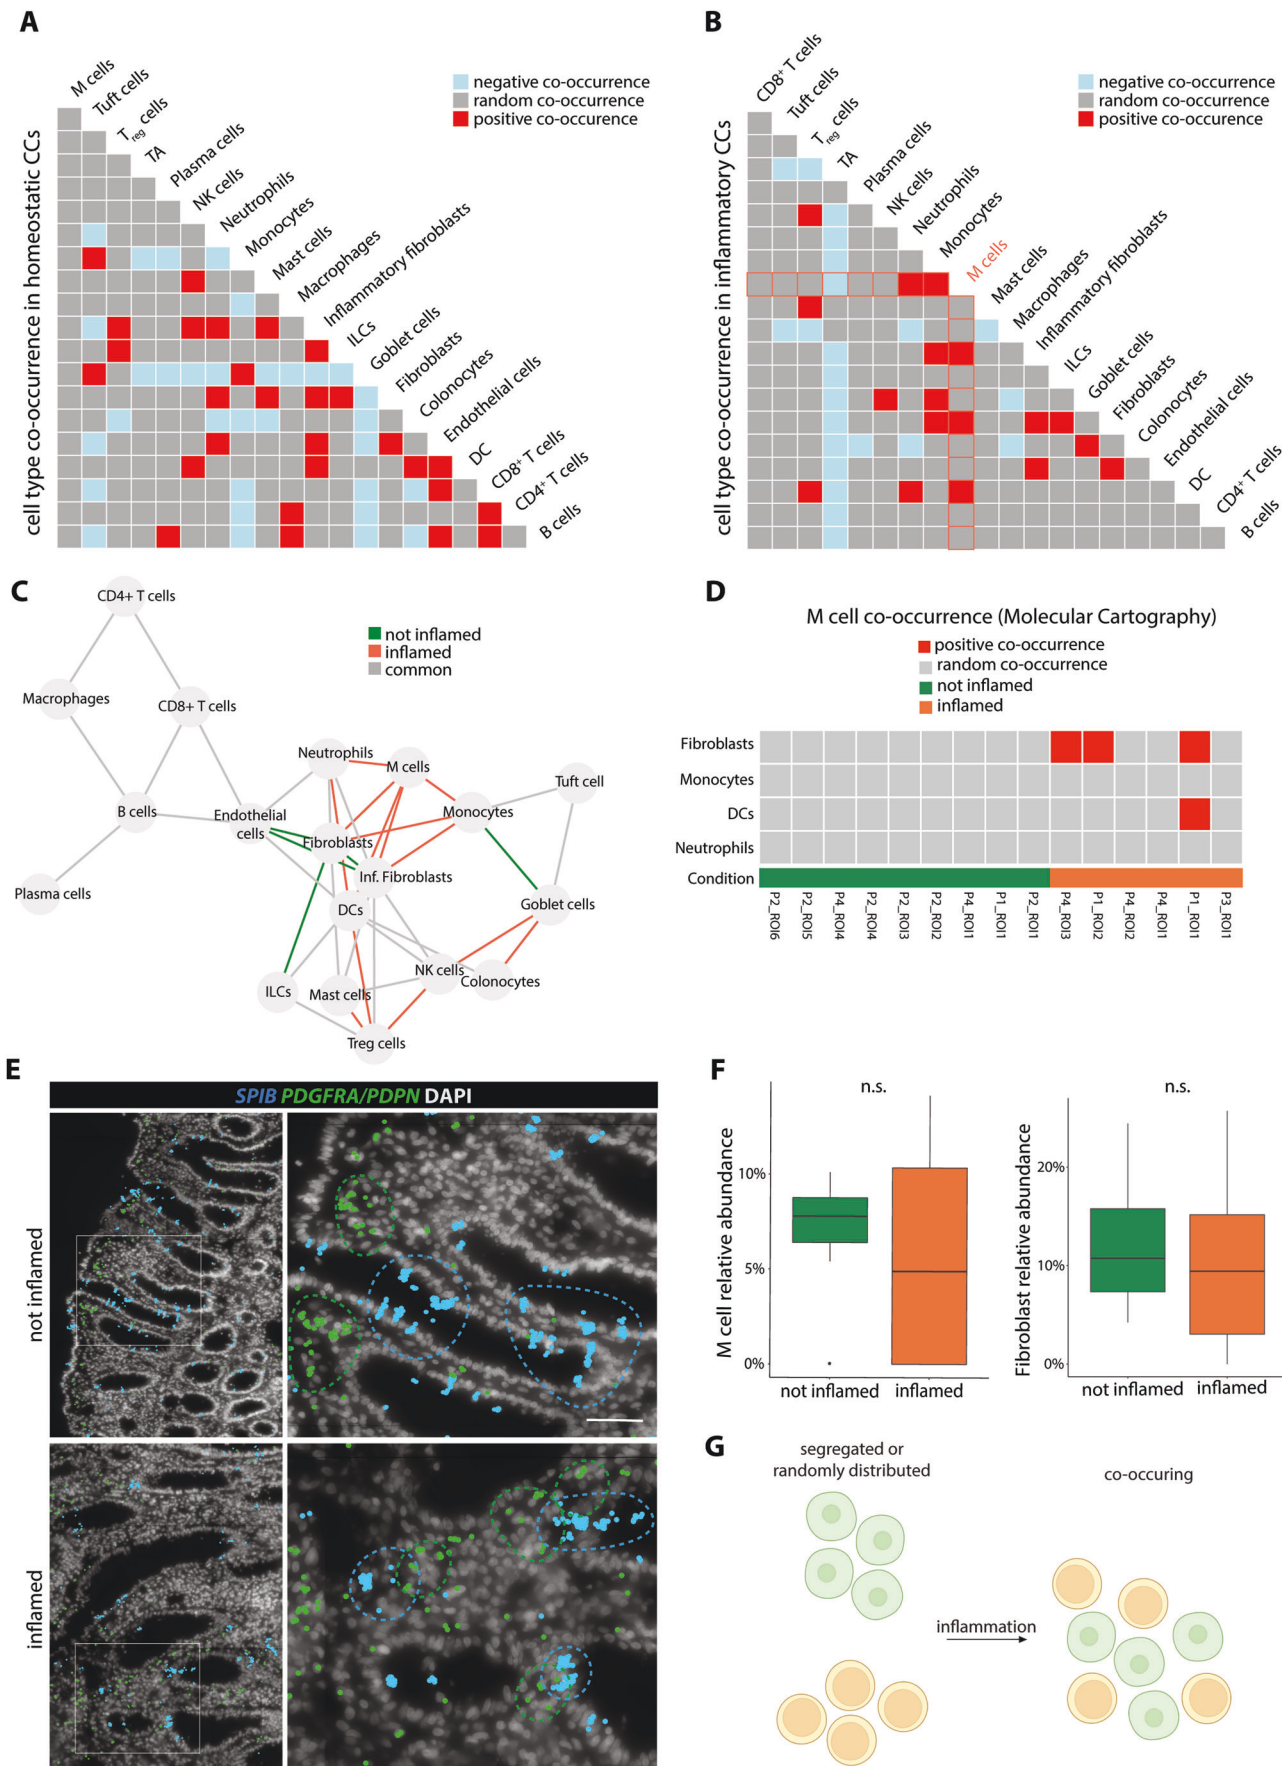 A
cell type co-occurrence in homeostatic CCs
M cells
Tuft cells
Treg cells
TA
Plasma cells
NK cells
Neutrophils
Monocytes
Mast cells
Macrophages
Inflammatory fibroblasts
ILCs
Goblet cells
Fibroblasts
Colonocytes
Endothelial cells
DC
CD8+ T cells
CD4+ T cells
B cells
negative co-occurrence
random co-occurrence
positive co-occurence
B
cell type co-occurrence in inflammatory CCs
CD8+ T cells
Tuft cells
Treg cells
TA
Plasma cells
NK cells
Neutrophils
Monocytes
M cells
Mast cells
Macrophages
Inflammatory fibroblasts
ILCs
Goblet cells
Fibroblasts
Colonocytes
Endothelial cells
DC
CD4+ T cells
B cells
negative co-occurrence
random co-occurrence
positive co-occurence
C
not inflamed
inflamed
common
CD4+ T cells
Macrophages
CD8+ T cells
B cells
Plasma cells
Endothelial
cells
Neutrophils
M cells
Monocytes
Tuft cell
Fibroblasts
Inf. Fibroblasts
DCs
Goblet cells
NK cells
Colonocytes
ILCs
Mast cells
Treg cells
D
M cell co-occurrence (Molecular Cartography)
positive co-occurrence
random co-occurrence
not inflamed
inflamed
Fibroblasts
Monocytes
DCs
Neutrophils
Condition
P2_ROI6
P2_ROI5
P4_ROI4
P2_ROI4
P2_ROI3
P2_ROI2
P4_ROI1
P1_ROI1
P2_ROI1
P4_ROI3
P1_ROI2
P4_ROI2
P4_ROI1
P1_ROI1
P3_ROI1
E
SPIB PDGFRA/PDPN DAPI
not inflamed
inflamed
F
n.s.
M cell relative abundance
10%
5%
0%
not inflamed
inflamed
n.s.
Fibroblast relative abundance
20%
10%
0%
not inflamed
inflamed
G
segregated or
randomly distributed
co-occuring
inflammation